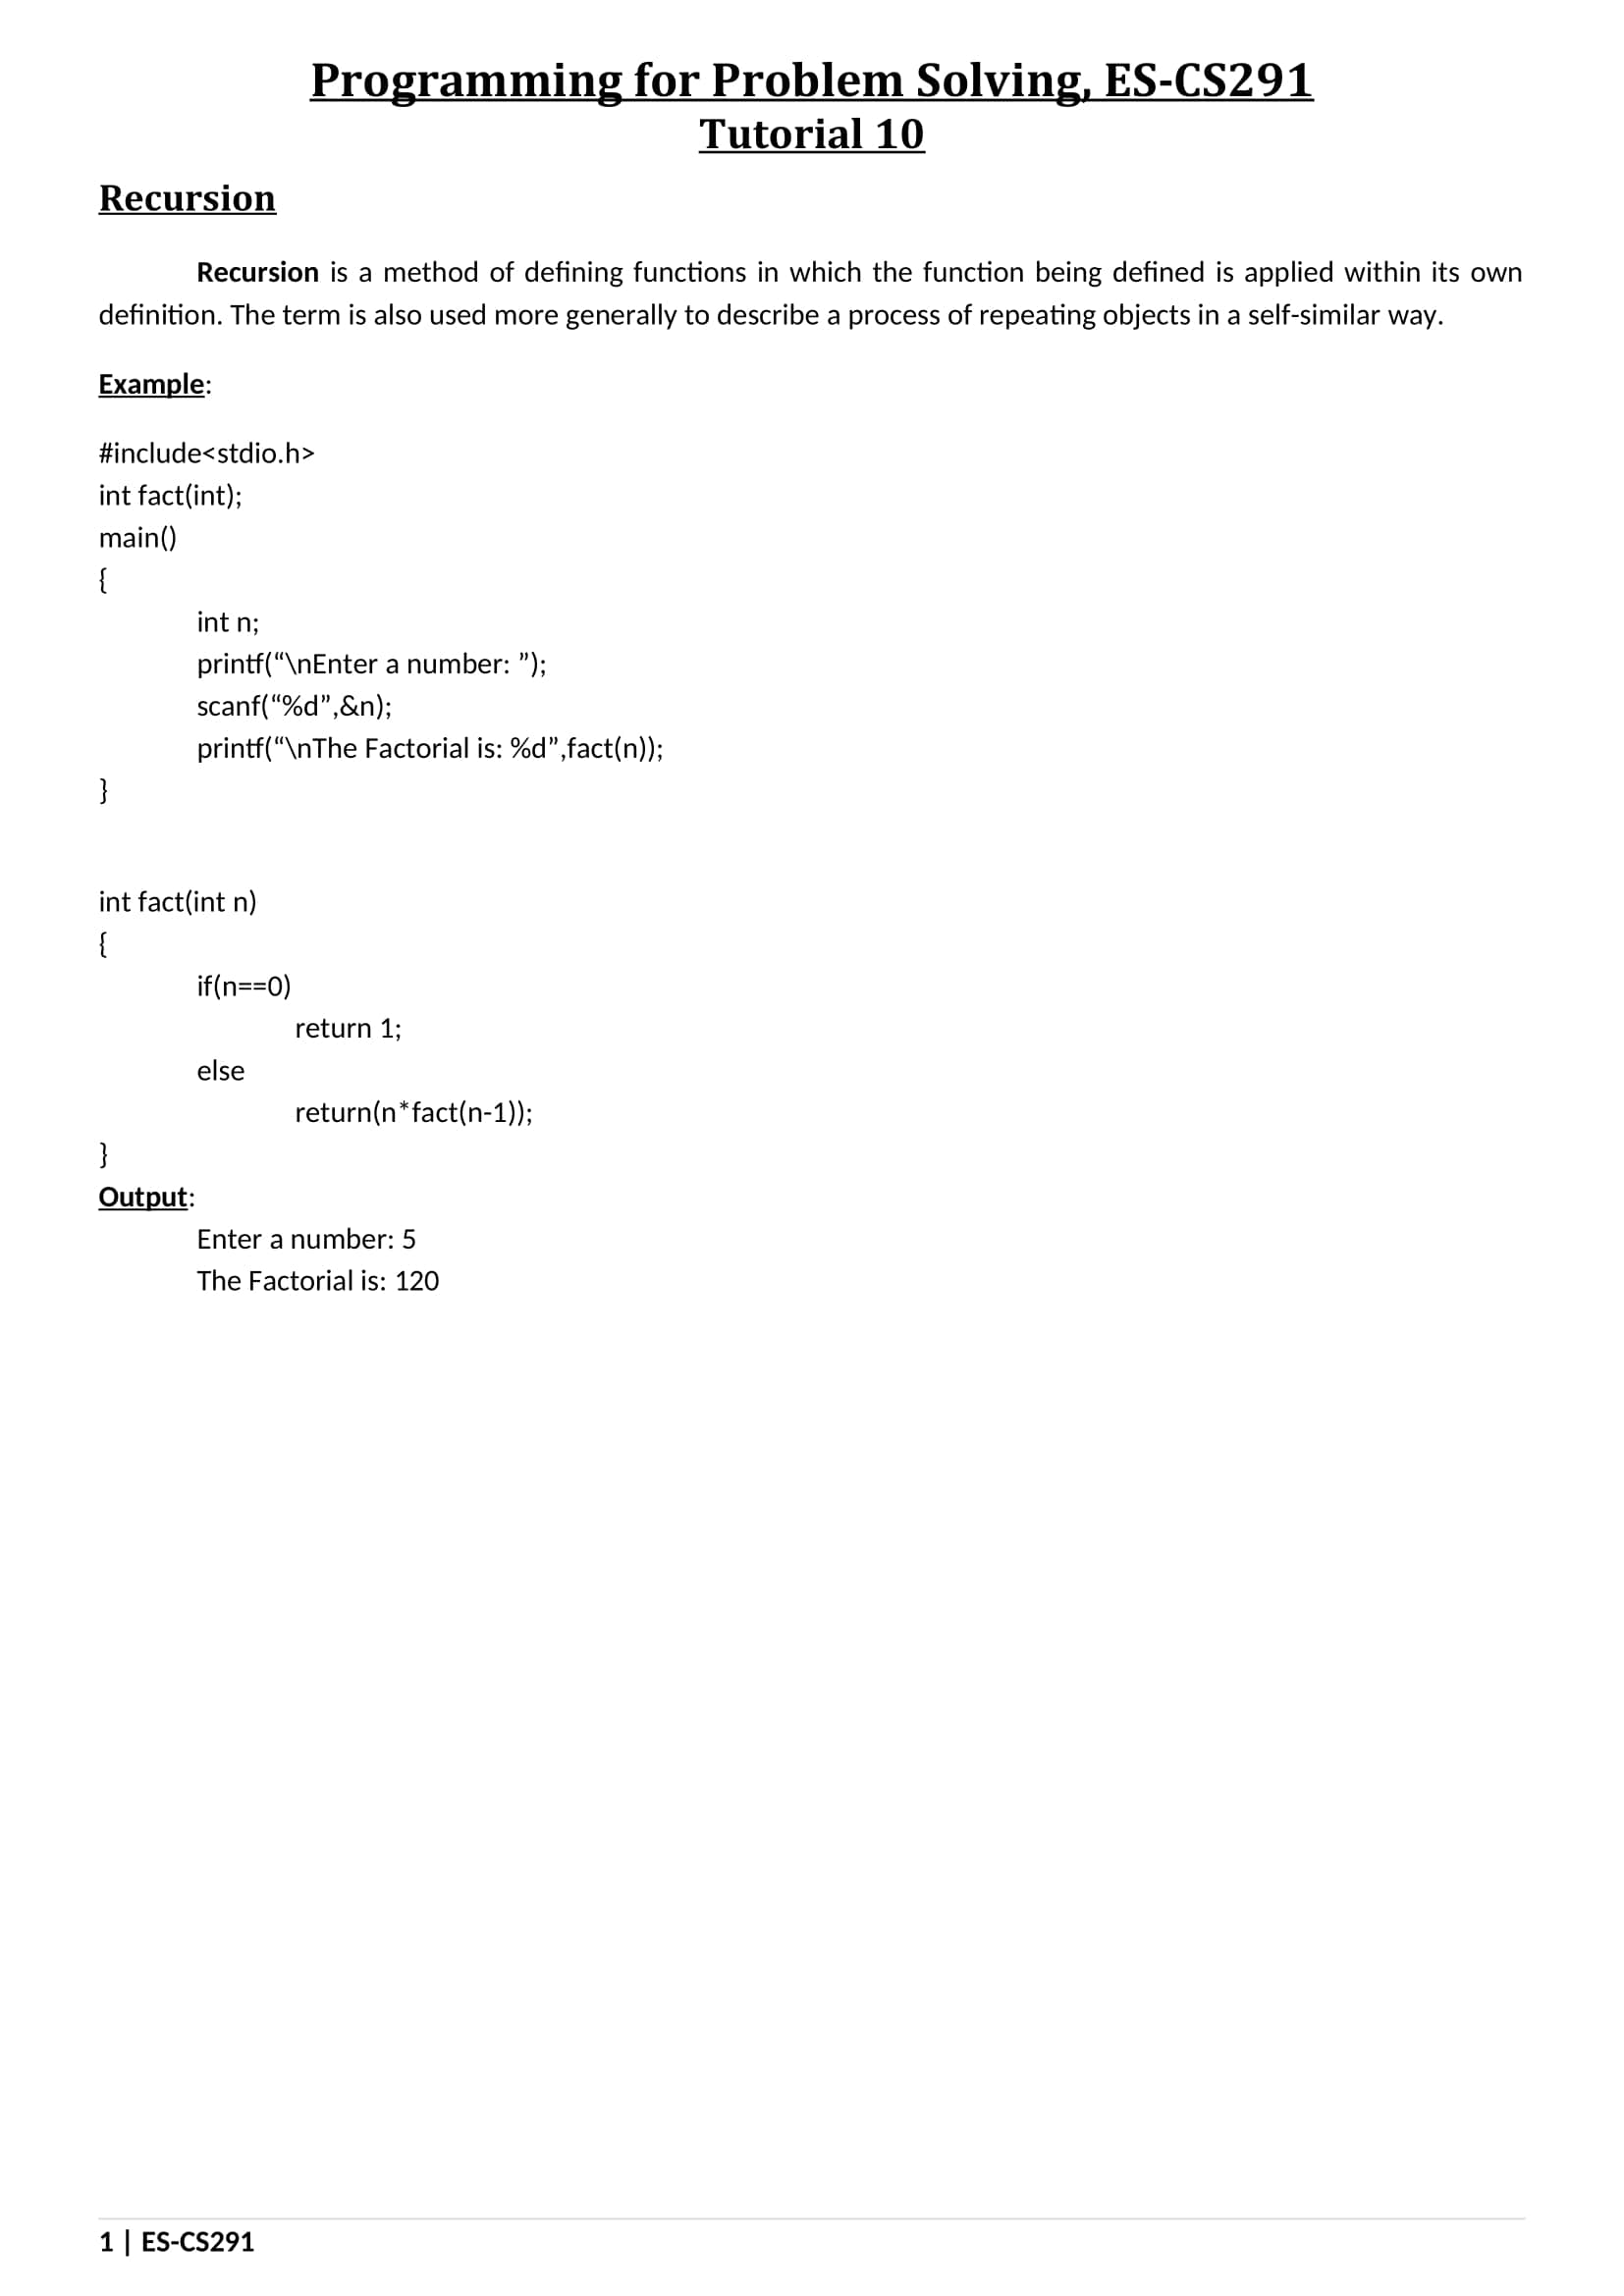 Programming for Problem Solving, ES-CS291
Tutorial 10
Recursion
Recursion is a method of defining functions in which the function being defined is applied within its own
definition. The term is also used more generally to describe a process of repeating objects in a self-similar way.
Example:
#include<stdio.h>
int fact(int);
main()
{
int n;
printf(“\nEnter a number: ”);
scanf(“%d”,&n);
printf(“\nThe Factorial is: %d”,fact(n));
}
int fact(int n)
{
if(n==0)
return 1;
else
return(n*fact(n-1));
}
Output:
Enter a number: 5
The Factorial is: 120
1 | ES-CS291